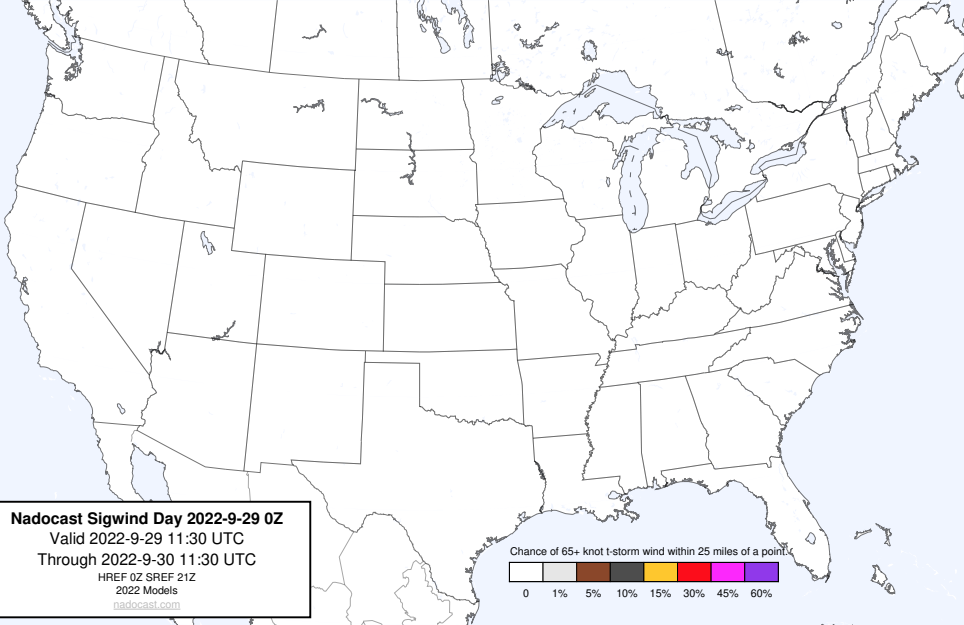 Nadocast Sigwind Day 2022-9-29 0Z
Valid 2022-9-29 11:30 UTC
Through 2022-9-30 11:30 UTC
HREF 0Z SREF 21Z
2022 Models
nadocast.com
Chance of 65+ knot t-storm wind within 25 miles of a point.
0 1% 5% 10% 15% 30% 45% 60%